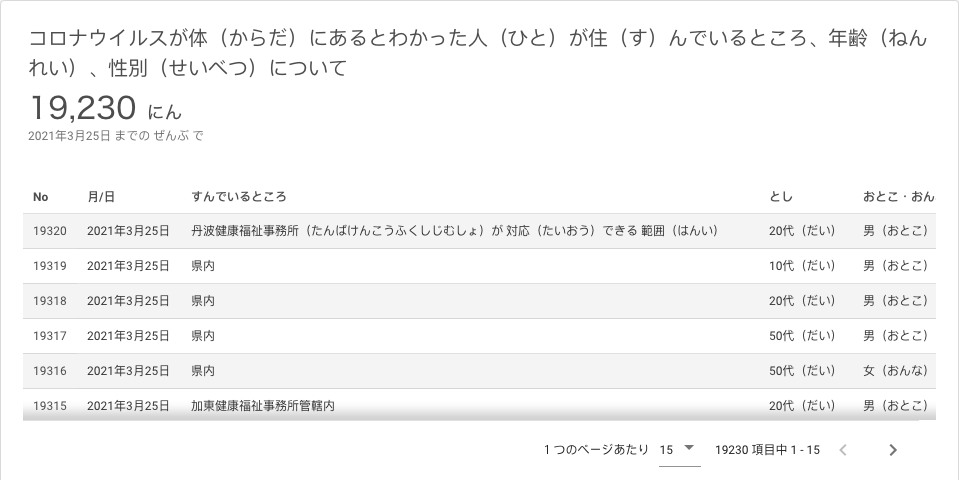 コロナウイルスが体（からだ）にあるとわかった人（ひと）が住（す）んでいるところ、年齢（ねん
れい）、性別（せいべつ）について
19,230 にん
2021年3月25日 までの ぜんぶ で
No 月/日 すんでいるところ とし おとこ・おん
19320 2021年3月25日 丹波健康福祉事務所（たんばけんこうふくしじむしょ）が 対応（たいおう）できる 範囲（はんい） 20代（だい） 男（おとこ）
19319 2021年3月25日 県内 10代（だい） 男（おとこ）
19318 2021年3月25日 県内 20代（だい） 男（おとこ）
19317 2021年3月25日 県内 50代（だい） 男（おとこ）
19316 2021年3月25日 県内 50代（だい） 女（おんな）
19315 2021年3月25日 加東健康福祉事務所管轄内 20代（だい） 男（おとこ）
1 つのページあたり 15 19230 項目中 1 - 15